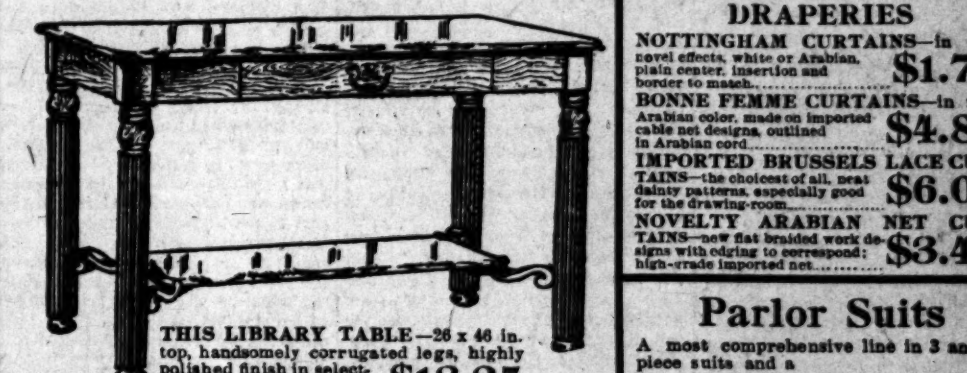 THIS LIBRARY TABLE—26 x 46 in.
top, handsomely corrugated legs, highly
polished finish in select-
DRAPERIES
NOTTINGHAM CURTAINS—in
novel effects, white or Arabian,
plain center, insertion and
border to match.............. $1.7
BONNE FEMME CURTAINS—in
Arabian color, made on imported
cable net designs, outlined
in Arabian cord.............. $4.8
IMPORTED BRUSSELS LACE CU
TAINS—the choicest of all, neat
dainty patterns, especially good
for the drawing-room.............. $6.0
NOVELTY ARABIAN NET CU
TAINS—new flat braided work de-
signs with edging to correspond;
high-grade imported net.......... $3.4
Parlor Suits
A most comprehensive line in 3 an
piece suits and a